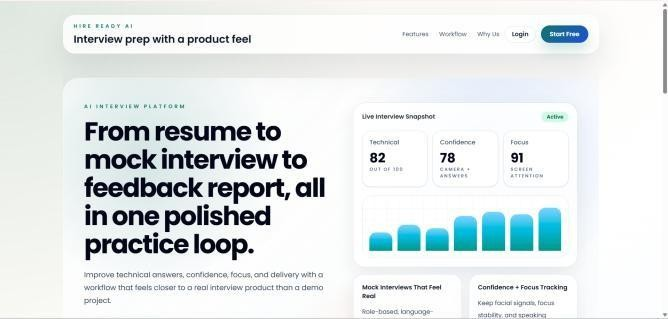 HIRE READY AI
Interview prep with a product feel
Features
Workflow
Why Us
Login
Start Free
AI INTERVIEW PLATFORM
From resume to
mock interview to
feedback report, all
in one polished
practice loop.
Improve technical answers, confidence, focus, and delivery with a
workflow that feels closer to a real interview product than a demo
project.
Live Interview Snapshot
Active
Technical
82
OUT OF 100
Confidence
78
CAMERA +
ANSWERS
Focus
91
SCREEN
ATTENTION
Mock Interviews That Feel
Real
Role-based, language-
Confidence + Focus Tracking
Keep facial signals, focus
stability, and speaking